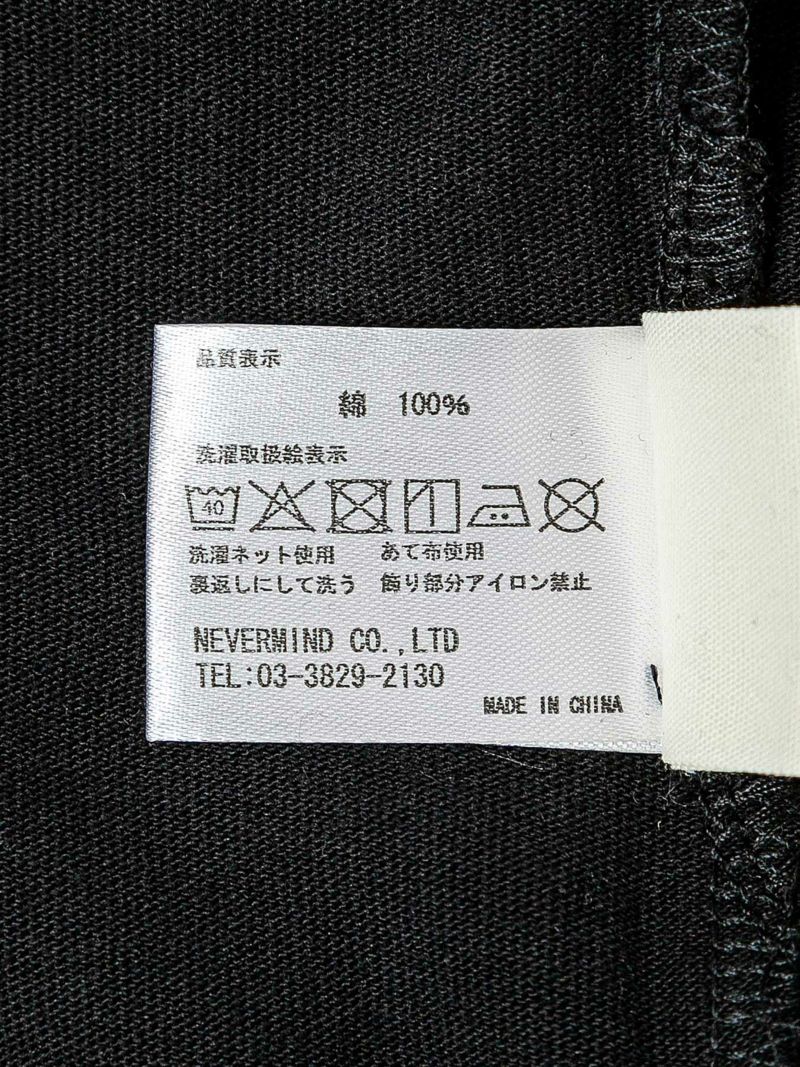 品質表示
綿 100%
洗濯取扱絵表示
40
洗濯ネット使用 あて布使用
裏返しにして洗う 飾り部分アイロン禁止
NEVERMIND CO.,LTD
TEL:03-3829-2130
MADE IN CHINA